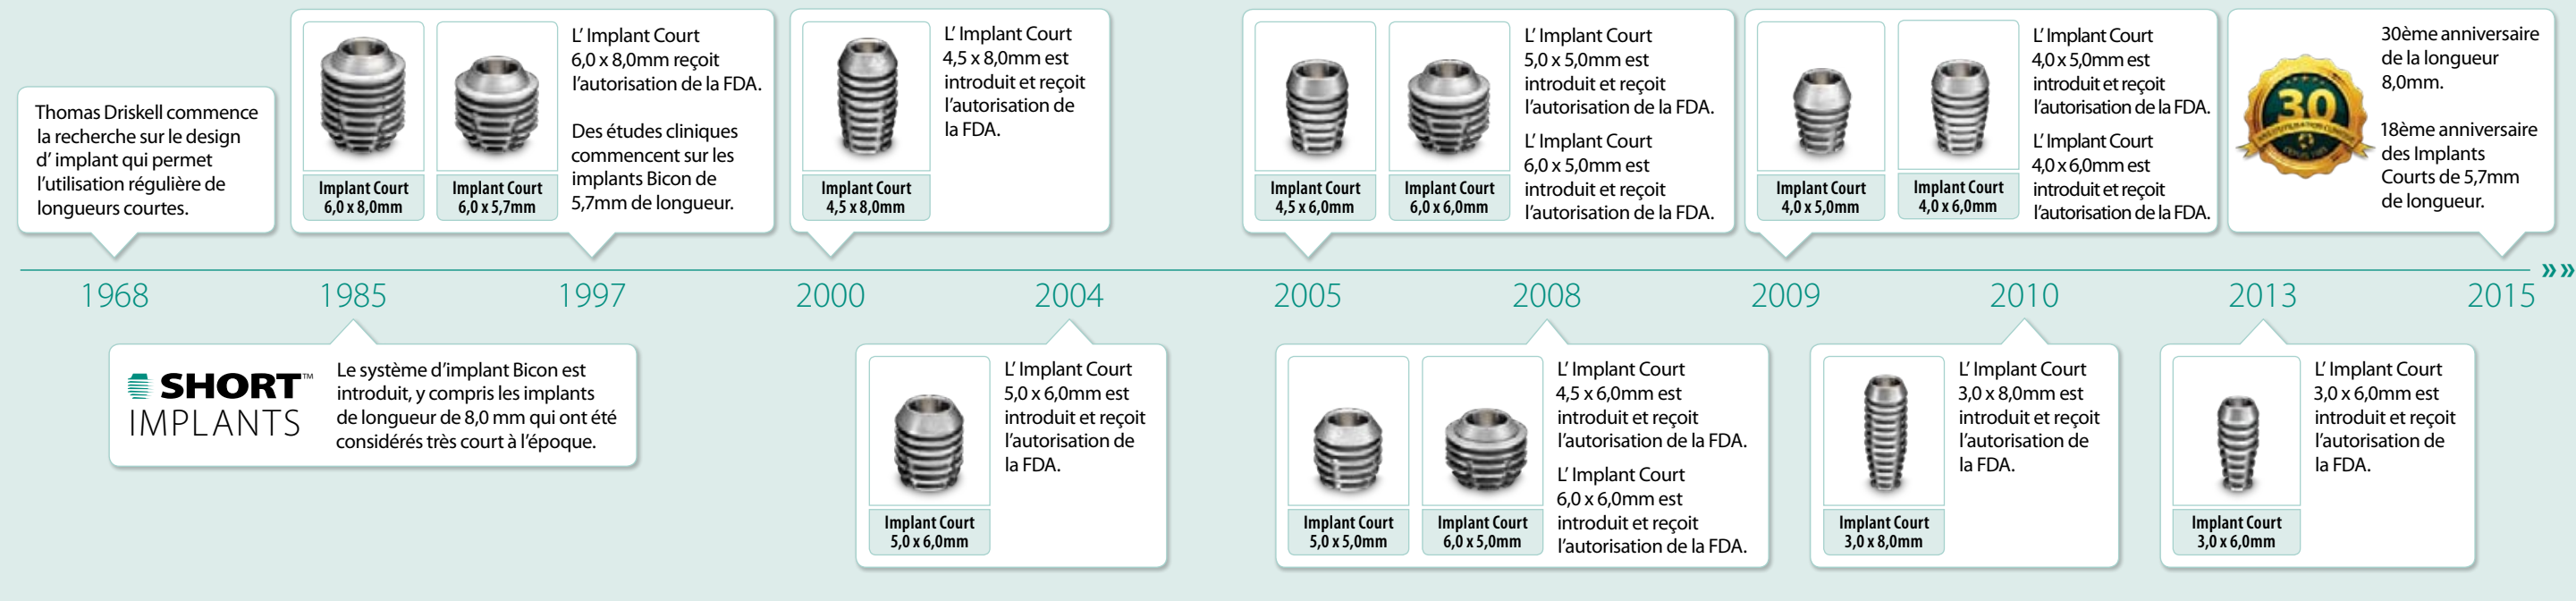 Thomas Driskell commence
la recherche sur le design
d’ implant qui permet
l’utilisation régulière de
longueurs courtes.
Implant Court
6,0 x 8,0mm
Implant Court
6,0 x 5,7mm
L’ Implant Court
6,0 x 8,0mm reçoit
l’autorisation de la FDA.
Des études cliniques
commencent sur les
implants Bicon de
5,7mm de longueur.
Implant Court
4,5 x 8,0mm
L’ Implant Court
4,5 x 8,0mm est
introduit et reçoit
l’autorisation de
la FDA.
Implant Court
4,5 x 6,0mm
Implant Court
6,0 x 6,0mm
L’ Implant Court
5,0 x 5,0mm est
introduit et reçoit
l’autorisation de la FDA.
L’ Implant Court
6,0 x 5,0mm est
introduit et reçoit
l’autorisation de la FDA.
Implant Court
4,0 x 5,0mm
Implant Court
4,0 x 6,0mm
L’ Implant Court
4,0 x 5,0mm est
introduit et reçoit
l’autorisation de la FDA.
L’ Implant Court
4,0 x 6,0mm est
introduit et reçoit
l’autorisation de la FDA.
30
30ème anniversaire
de la longueur
8,0mm.
18ème anniversaire
des Implants
Courts de 5,7mm
de longueur.
»»
1968 1985 1997 2000 2004 2005 2008 2009 2010 2013 2015
SHORT™
IMPLANTS
Le système d’implant Bicon est
introduit, y compris les implants
de longueur de 8,0 mm qui ont été
considérés très court à l’époque.
Implant Court
5,0 x 6,0mm
L’ Implant Court
5,0 x 6,0mm est
introduit et reçoit
l’autorisation de
la FDA.
Implant Court
5,0 x 5,0mm
Implant Court
6,0 x 5,0mm
L’ Implant Court
4,5 x 6,0mm est
introduit et reçoit
l’autorisation de la FDA.
L’ Implant Court
6,0 x 6,0mm est
introduit et reçoit
l’autorisation de la FDA.
Implant Court
3,0 x 8,0mm
L’ Implant Court
3,0 x 8,0mm est
introduit et reçoit
l’autorisation de
la FDA.
Implant Court
3,0 x 6,0mm
L’ Implant Court
3,0 x 6,0mm est
introduit et reçoit
l’autorisation de
la FDA.